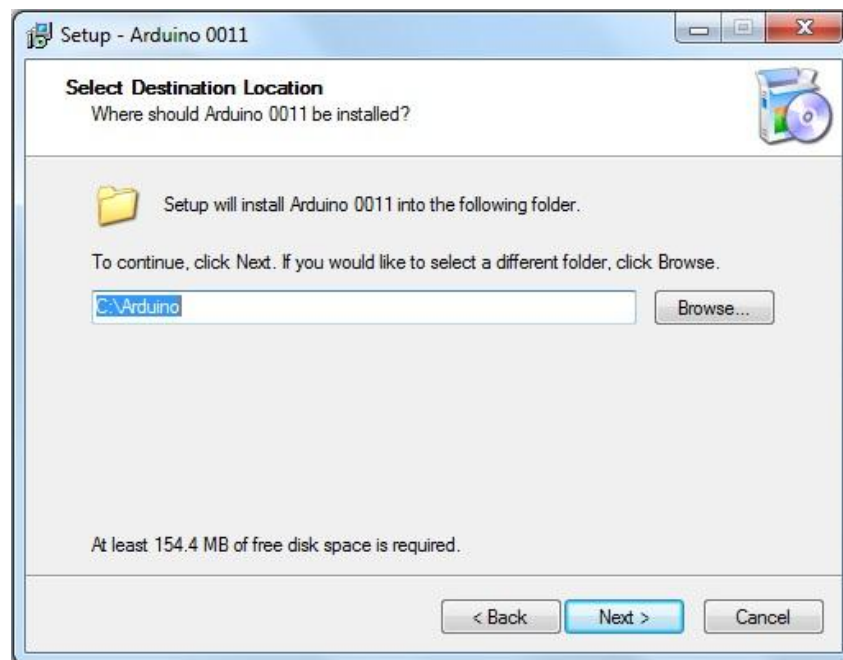 Setup - Arduino 0011
Select Destination Location
Where should Arduino 0011 be installed?
Setup will install Arduino 0011 into the following folder.
To continue, click Next. If you would like to select a different folder, click Browse.
C:\Arduino
Browse...
At least 154.4 MB of free disk space is required.
< Back
Next >
Cancel